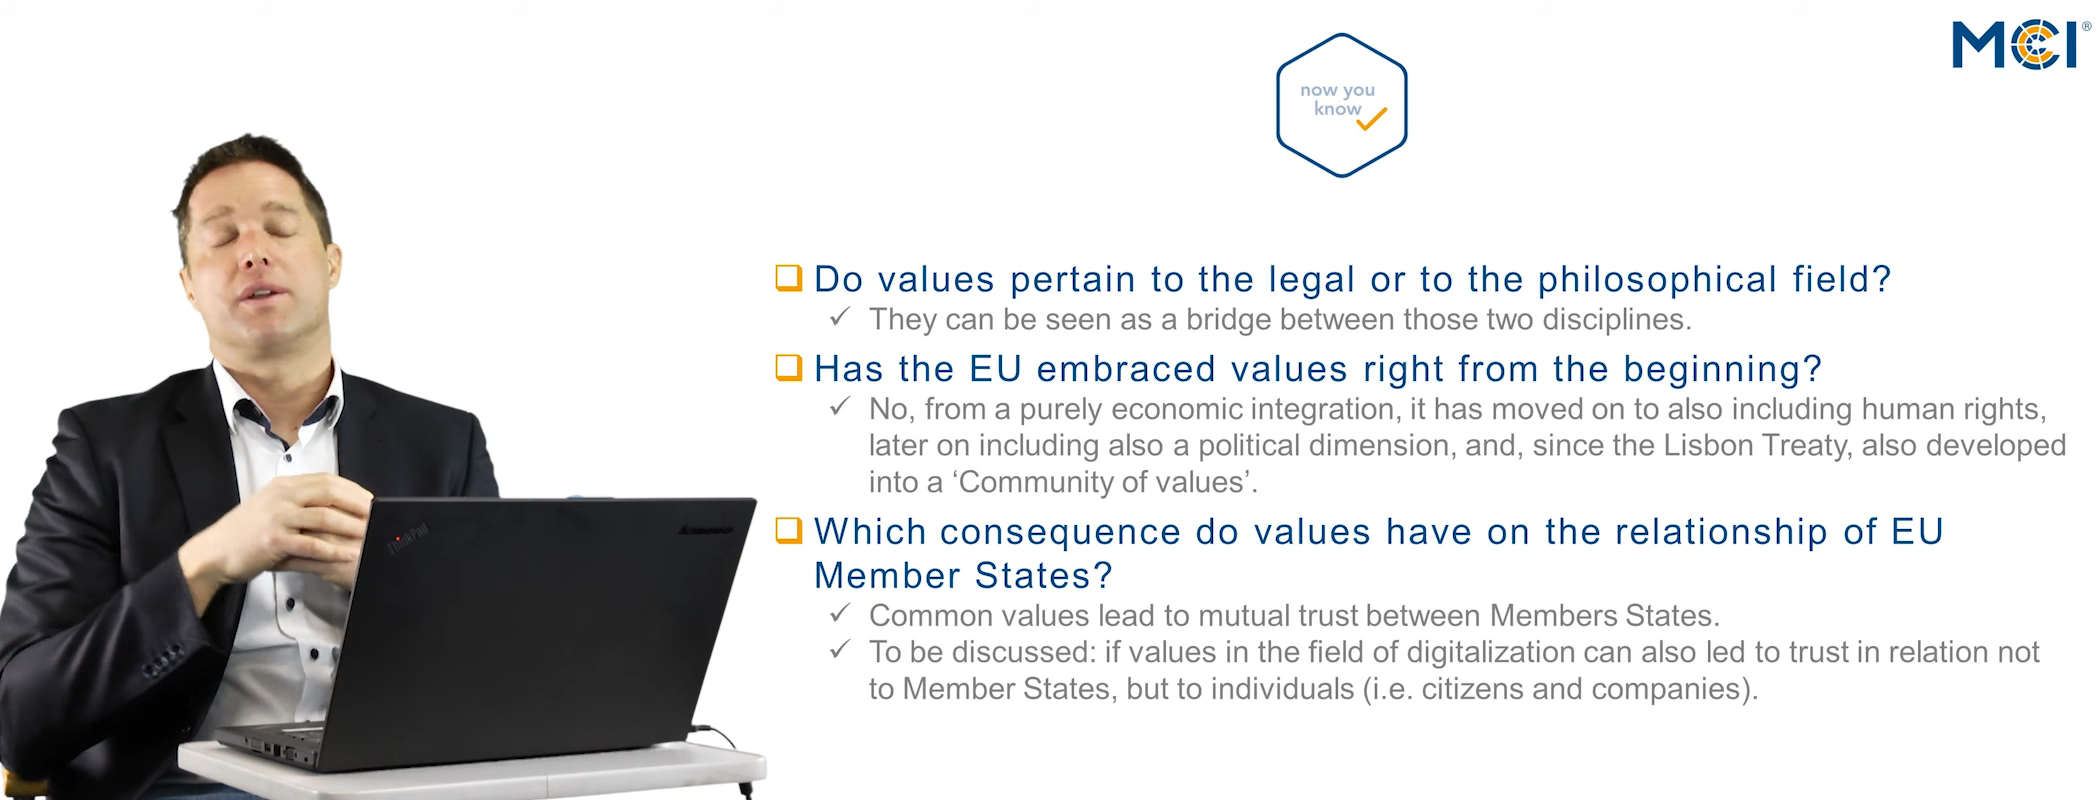 MCI®
now you
know
Do values pertain to the legal or to the philosophical field?
They can be seen as a bridge between those two disciplines.
Has the EU embraced values right from the beginning?
No, from a purely economic integration, it has moved on to also including human rights,
later on including also a political dimension, and, since the Lisbon Treaty, also developed
into a ‘Community of values’.
Which consequence do values have on the relationship of EU
Member States?
Common values lead to mutual trust between Members States.
To be discussed: if values in the field of digitalization can also led to trust in relation not
to Member States, but to individuals (i.e. citizens and companies).
ThinkPad
lenovo